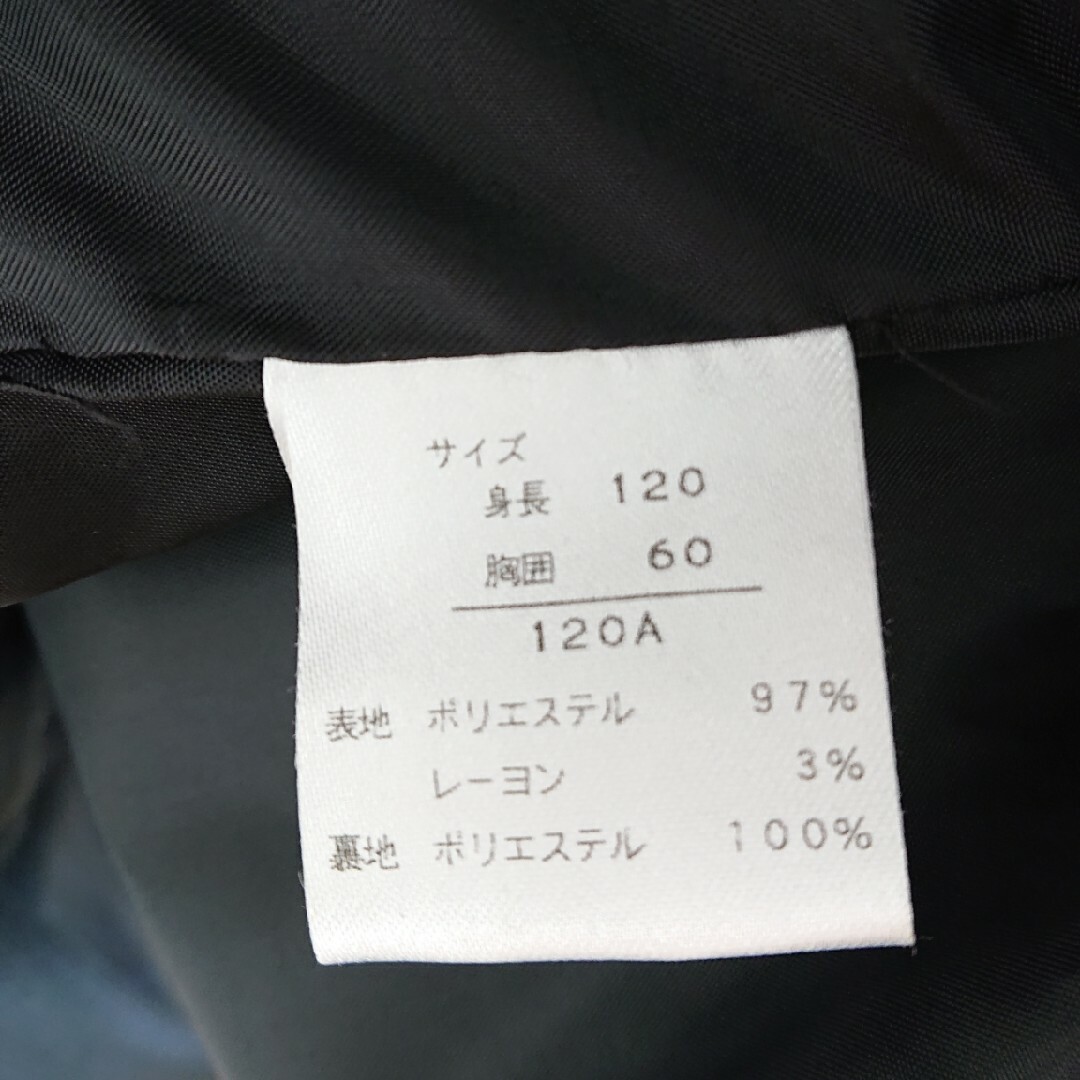 サイズ
身長 120
胸囲 60
120A
表地 ポリエステル 97%
レーヨン 3%
裏地 ポリエステル 100%